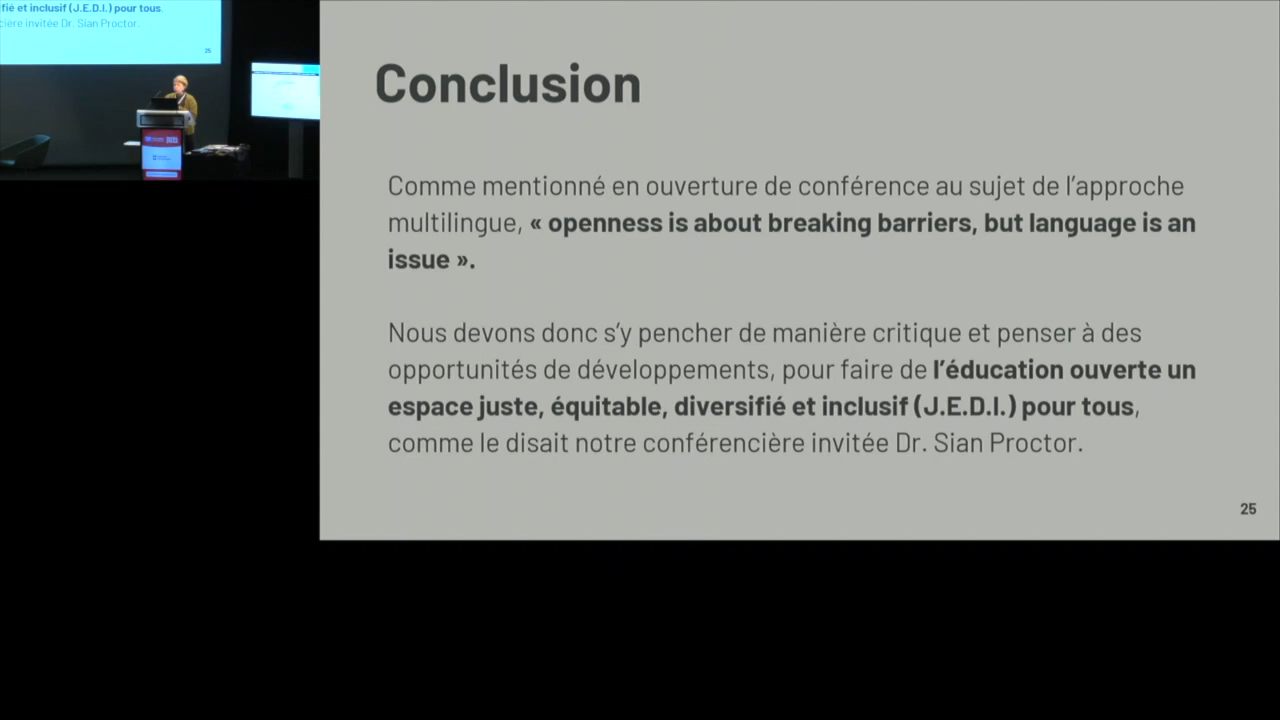 fié et inclusif (J.E.D.I.) pour tous.
cière invitée Dr. Sian Proctor.
25
Conclusion
Comme mentionné en ouverture de conférence au sujet de l’approche
multilingue, « openness is about breaking barriers, but language is an
issue ».
Nous devons donc s’y pencher de manière critique et penser à des
opportunités de développements, pour faire de l’éducation ouverte un
espace juste, équitable, diversifié et inclusif (J.E.D.I.) pour tous,
comme le disait notre conférencière invitée Dr. Sian Proctor.
25